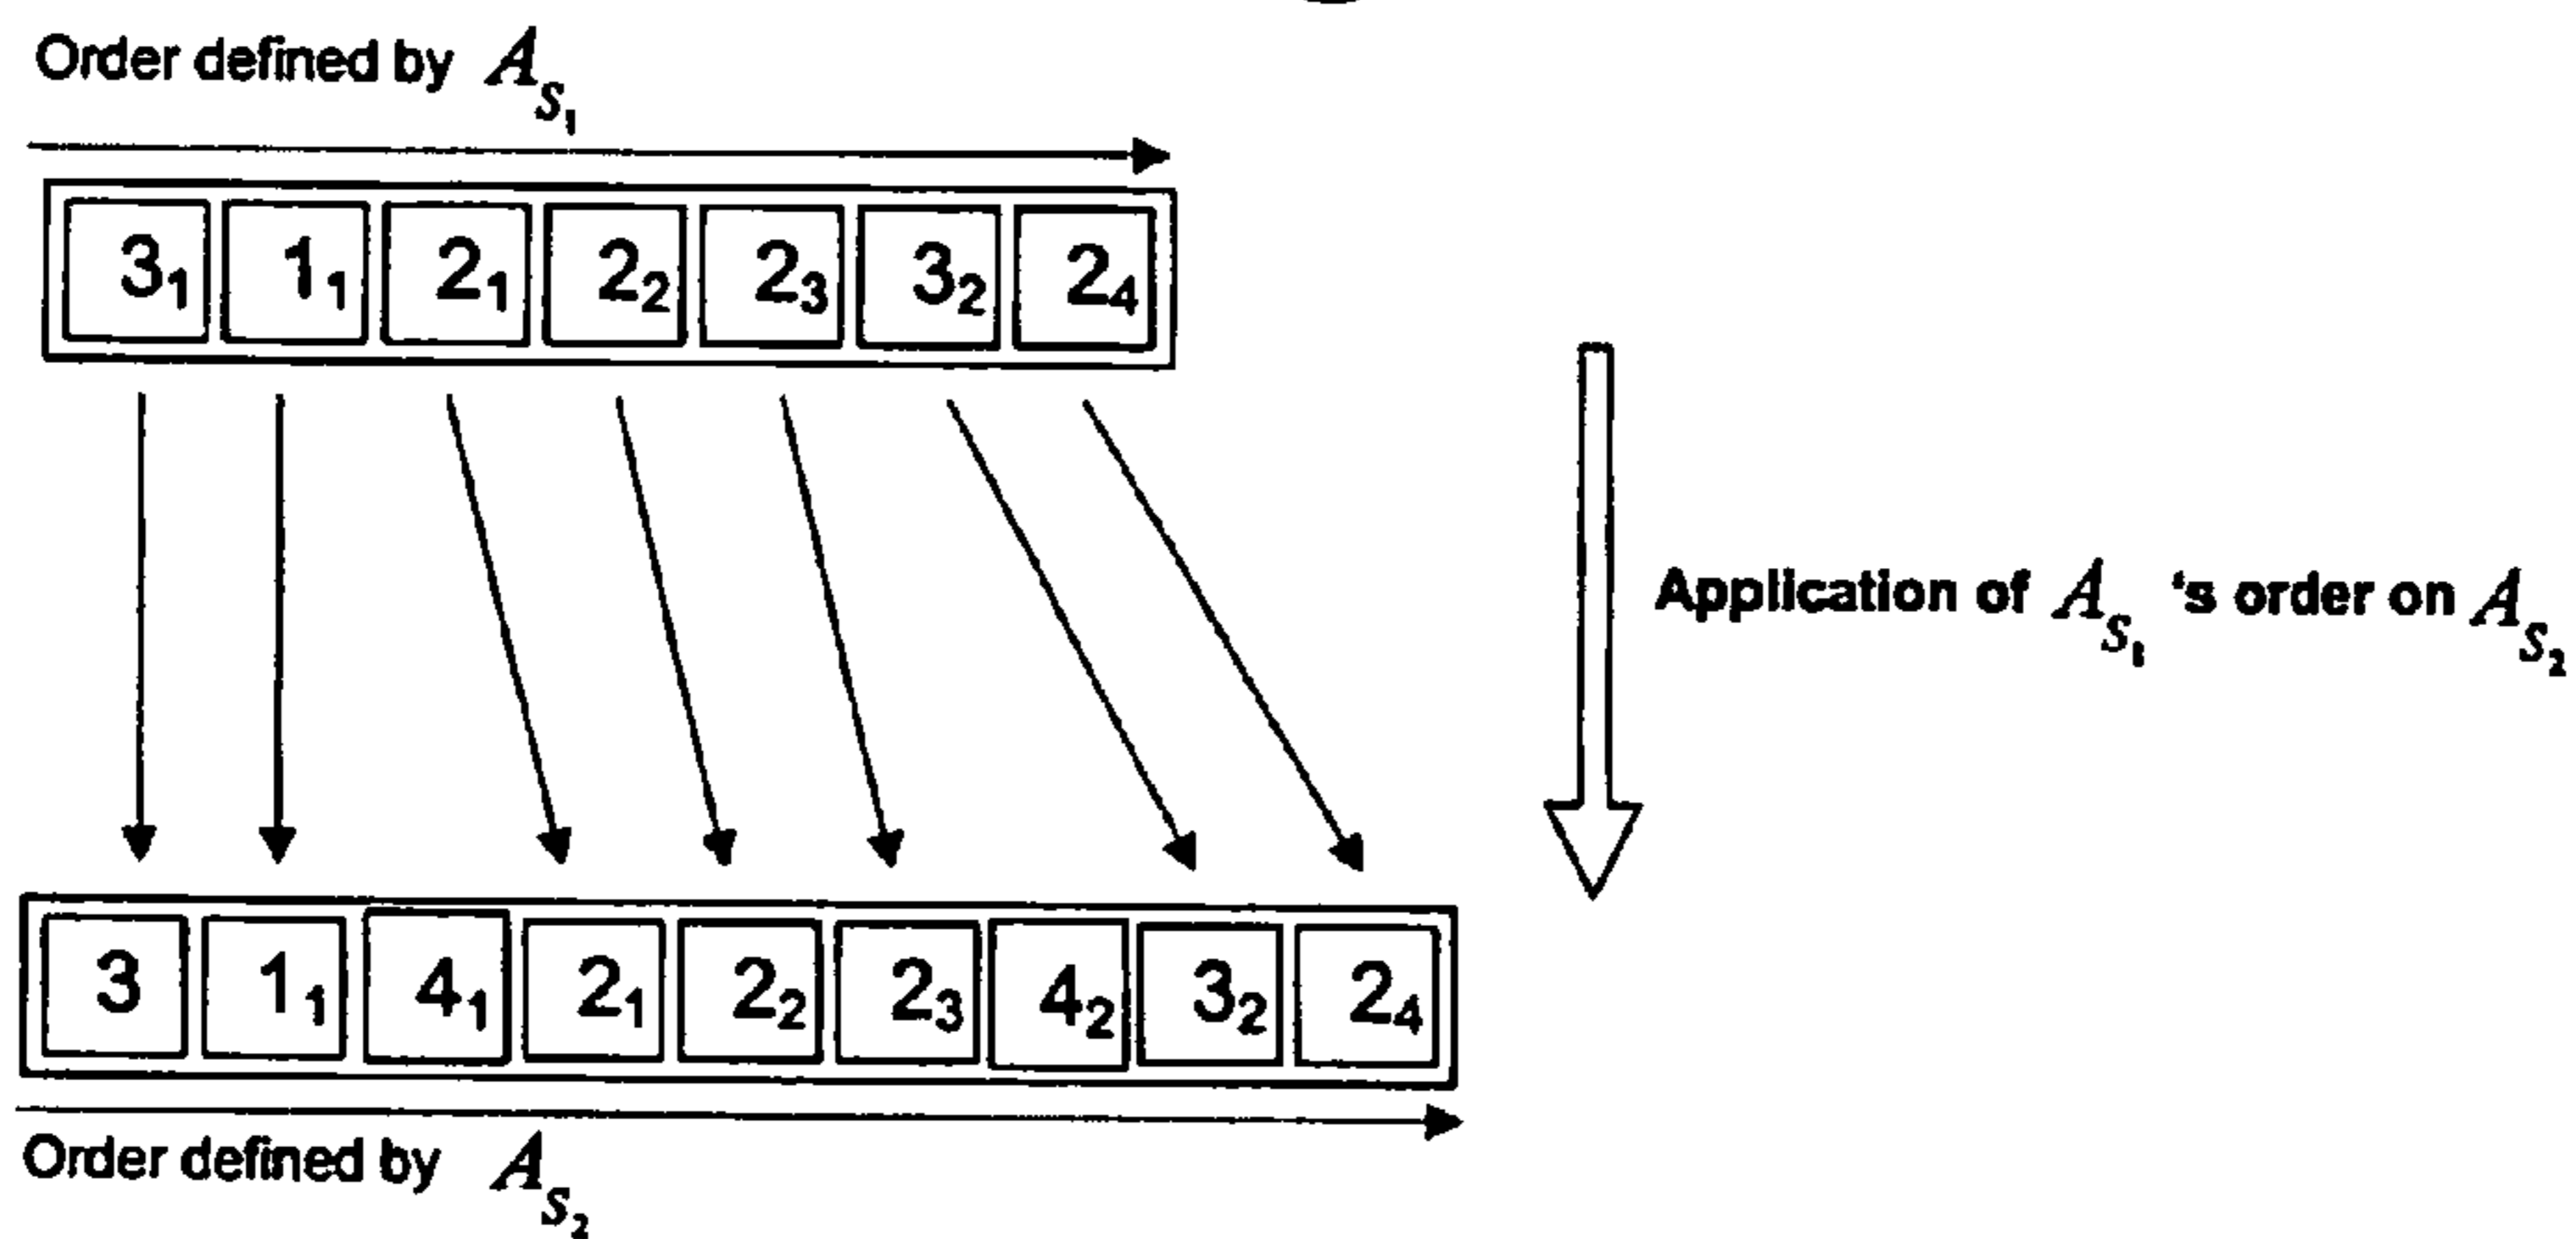 Order defined by A_{S_1}
3_1 1_1 2_1 2_2 2_3 3_2 2_4
Application of A_{S_1} 's order on A_{S_2}
3 1_1 4_1 2_1 2_2 2_3 4_2 3_2 2_4
Order defined by A_{S_2}